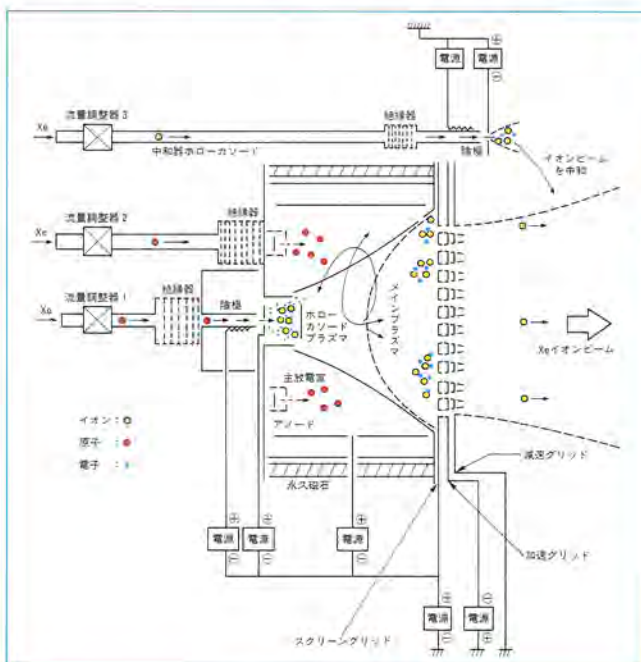 電源
⊕
電源
⊖
流量調整器3
Xe
中和器ホローカソード
絶縁器
陰極
イオンビーム
を中和
流量調整器2
Xe
絶縁器
流量調整器1
Xe
絶縁器
陰極
ホロー
カソード
プラズマ
メインプラズマ
Xeイオンビーム
主放電室
アノード
イオン:
原子 :
電子 :
永久磁石
減速グリッド
加速グリッド
⊕
電源
⊖
⊕
電源
⊖
⊕
電源
⊖
⊕
電源
⊖
⊖
電源
⊕
スクリーングリッド